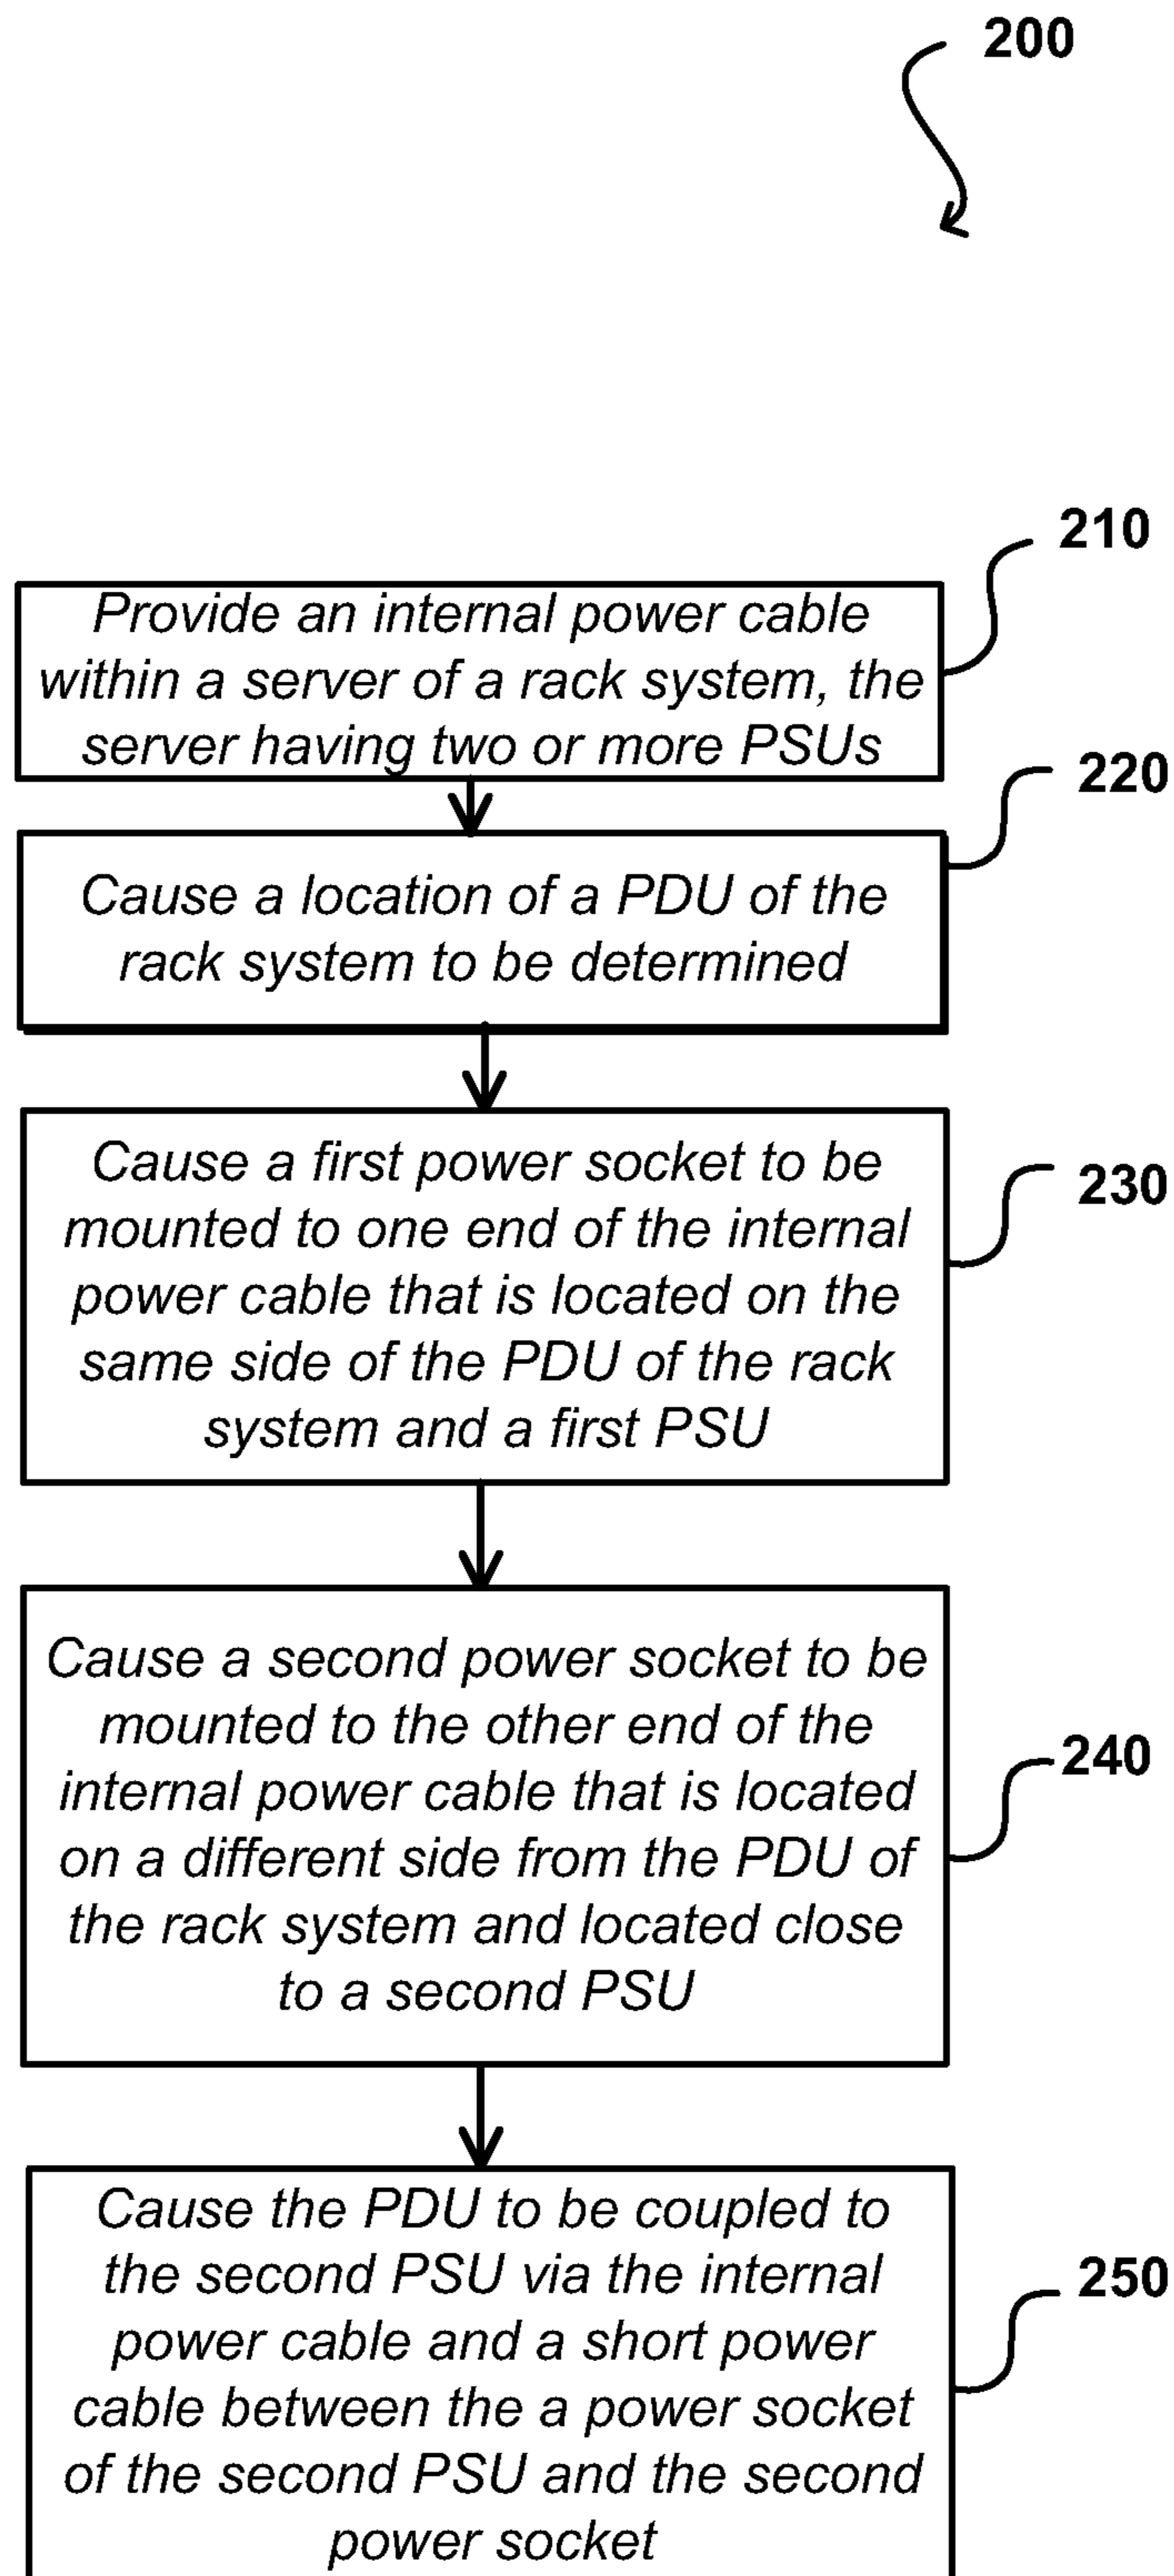 200
210
Provide an internal power cable
within a server of a rack system, the
server having two or more PSUs
220
Cause a location of a PDU of the
rack system to be determined
230
Cause a first power socket to be
mounted to one end of the internal
power cable that is located on the
same side of the PDU of the rack
system and a first PSU
240
Cause a second power socket to be
mounted to the other end of the
internal power cable that is located
on a different side from the PDU of
the rack system and located close
to a second PSU
250
Cause the PDU to be coupled to
the second PSU via the internal
power cable and a short power
cable between the a power socket
of the second PSU and the second
power socket